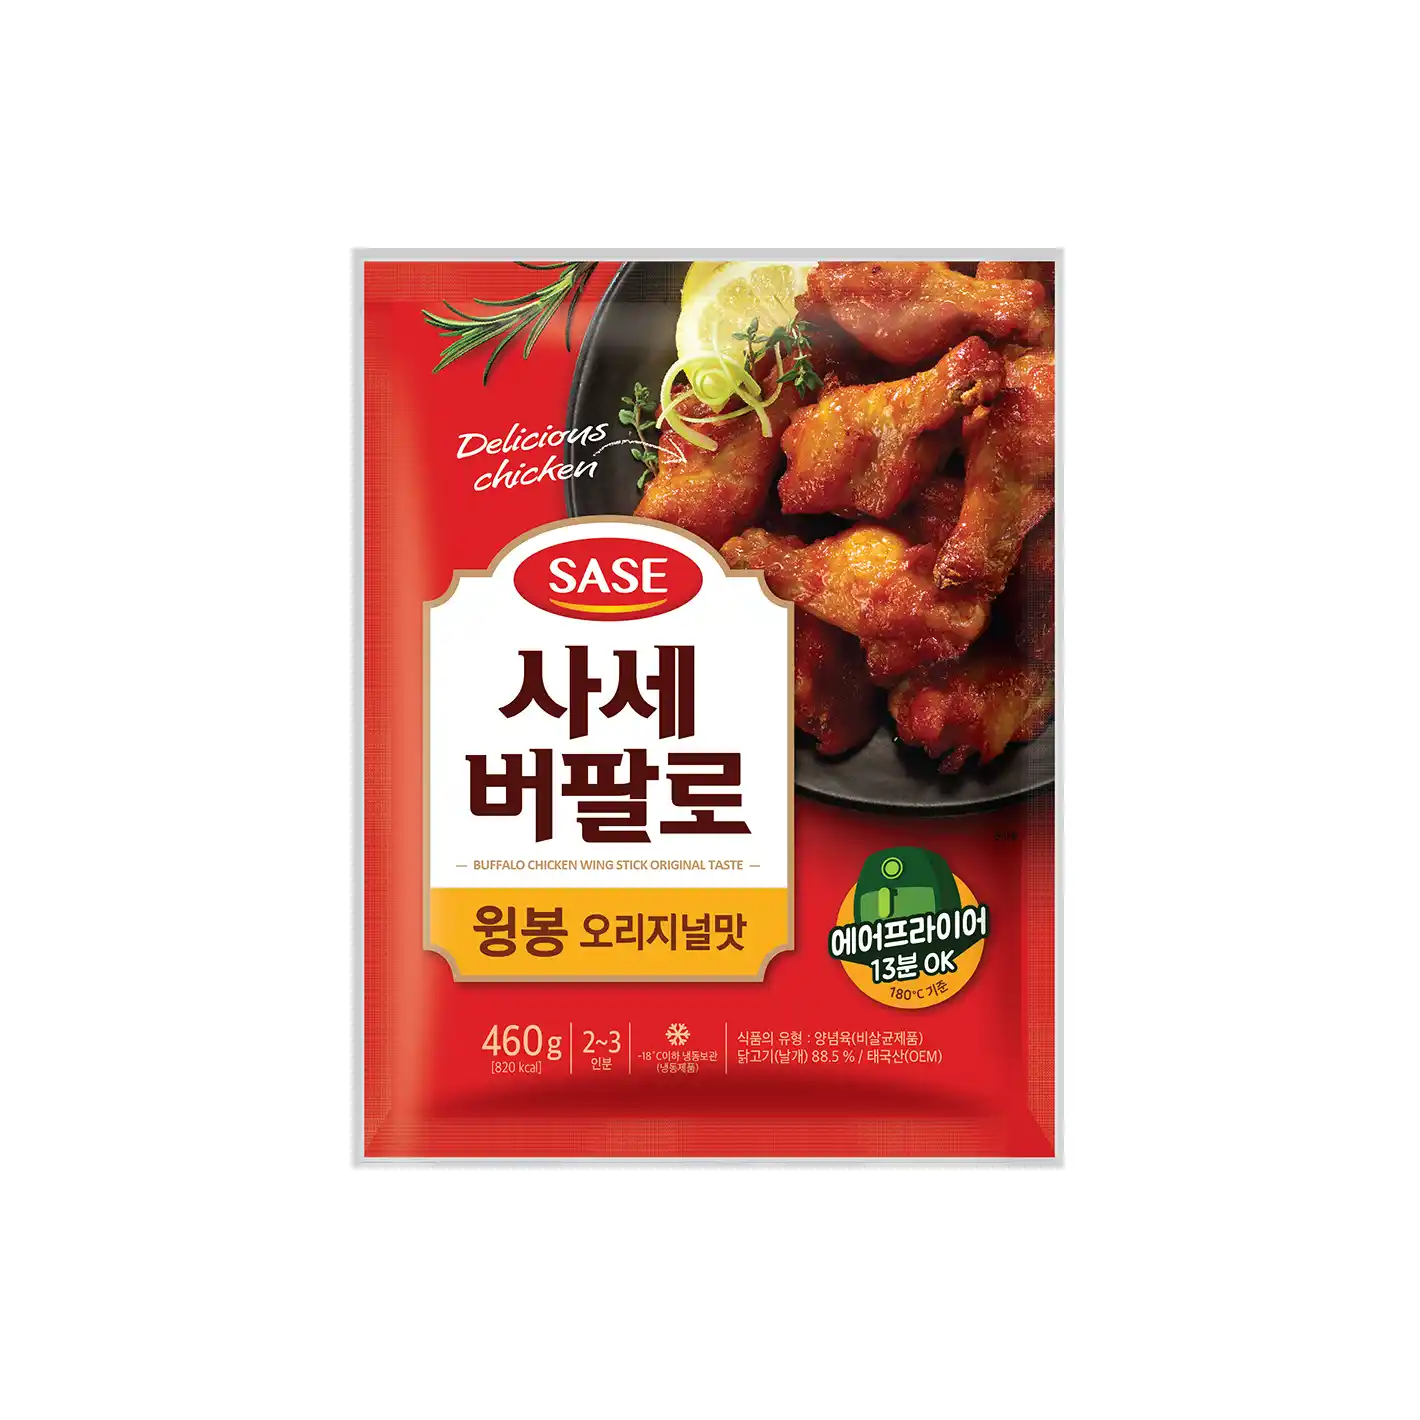 Delicious
chicken
SASE
사세
버팔로
BUFFALO CHICKEN WING STICK ORIGINAL TASTE
윙봉 오리지널맛
에어프라이어
13분 OK
180°C 기준
460g
[820 kcal]
2~3
인분
-18˚C이하 냉동보관
(냉동제품)
식품의 유형 : 양념육(비살균제품)
닭고기(날개) 88.5 % / 태국산(OEM)